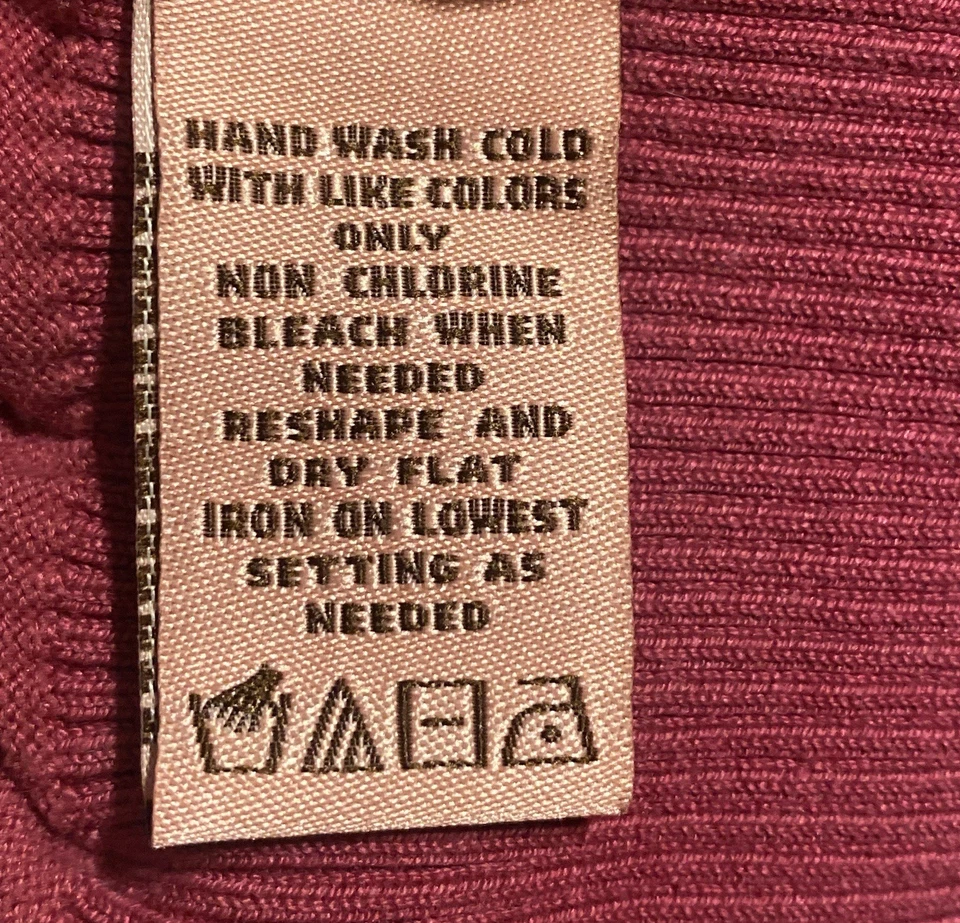 HAND WASH COLD
WITH LIKE COLORS
ONLY
NON CHLORINE
BLEACH WHEN
NEEDED
RESHAPE AND
DRY FLAT
IRON ON LOWEST
SETTING AS
NEEDED